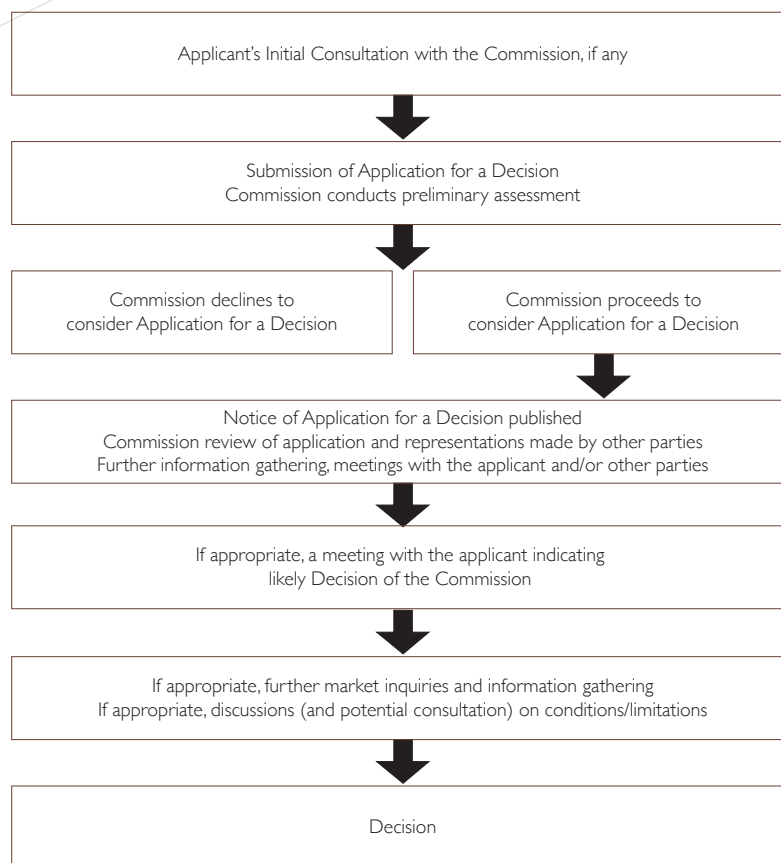 Applicant’s Initial Consultation with the Commission, if any
Submission of Application for a Decision
Commission conducts preliminary assessment
Commission declines to
consider Application for a Decision
Commission proceeds to
consider Application for a Decision
Notice of Application for a Decision published
Commission review of application and representations made by other parties
Further information gathering, meetings with the applicant and/or other parties
If appropriate, a meeting with the applicant indicating
likely Decision of the Commission
If appropriate, further market inquiries and information gathering
If appropriate, discussions (and potential consultation) on conditions/limitations
Decision